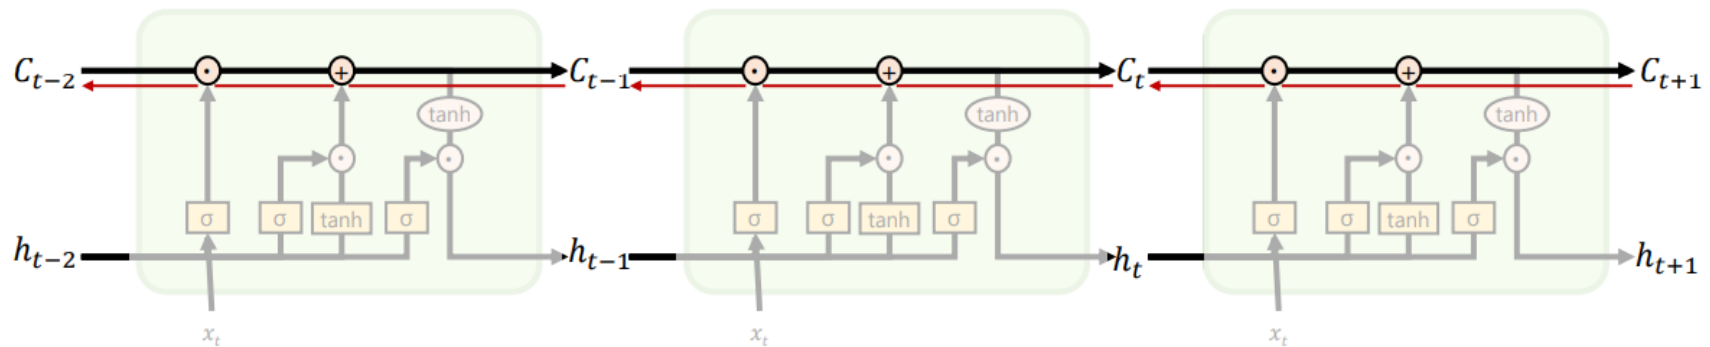 C_{t-2} C_{t-1} C_t C_{t+1}
tanh tanh tanh
σ σ tanh σ σ σ tanh σ σ σ tanh σ
h_{t-2} h_{t-1} h_t h_{t+1}
x_t x_t x_t